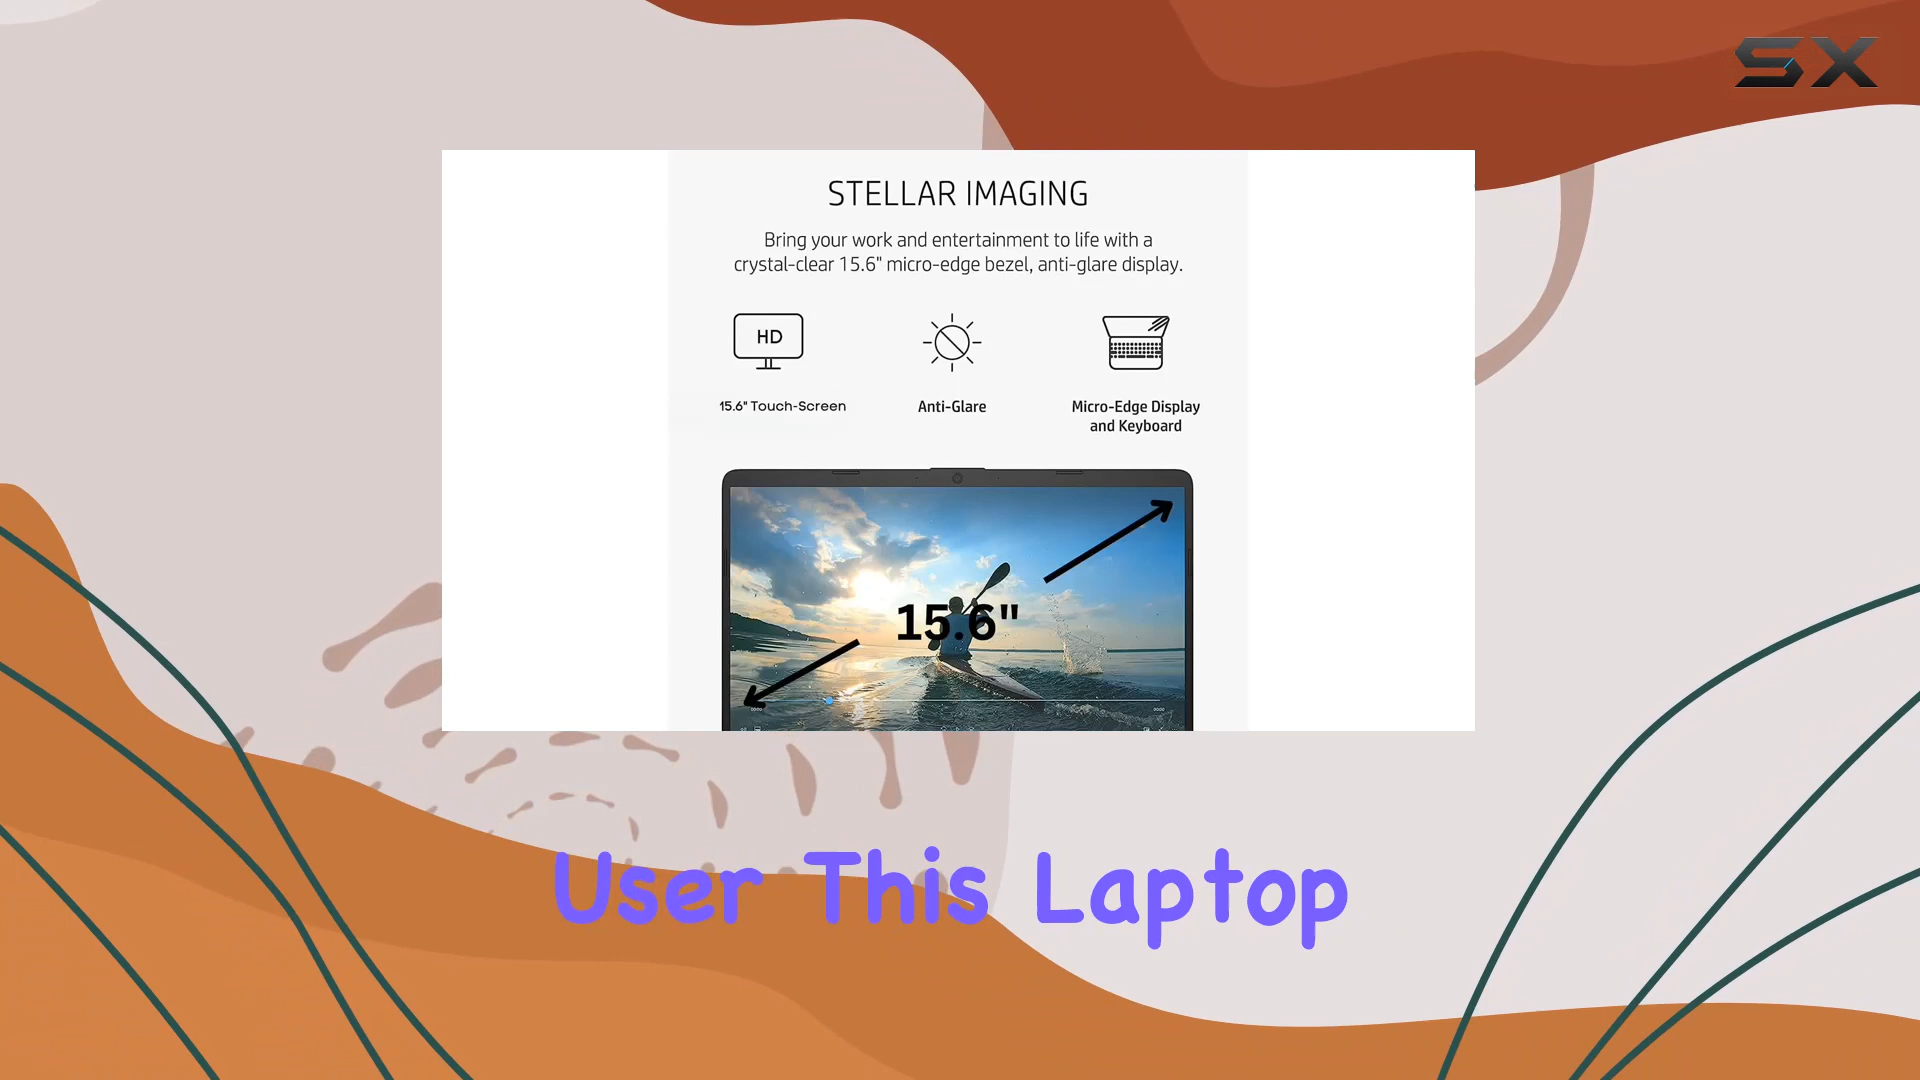 SX
STELLAR IMAGING
Bring your work and entertainment to life with a
crystal-clear 15.6" micro-edge bezel, anti-glare display.
HD
15.6" Touch-Screen
Anti-Glare
Micro-Edge Display
and Keyboard
15.6"
User This Laptop